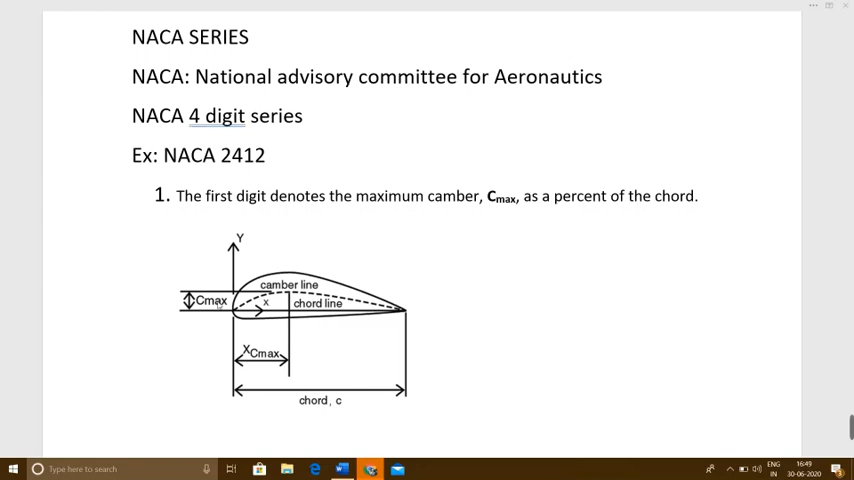 NACA SERIES
NACA: National advisory committee for Aeronautics
NACA 4 digit series
Ex: NACA 2412
1. The first digit denotes the maximum camber, Cmax, as a percent of the chord.
Y
camber line
Cmax
x
chord line
XCmax
chord, c
Type here to search
ENG
IN
16:49
30-06-2020